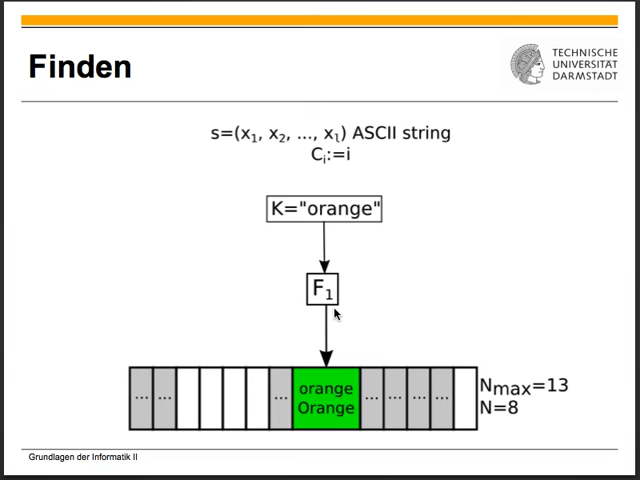 Finden
TECHNISCHE
UNIVERSITÄT
DARMSTADT
s=(x₁, x₂, ..., xₗ) ASCII string
Cᵢ:=i
K="orange"
F₁
... ... ... orange ... ... ... ...
Orange
Nmax=13
N=8
Grundlagen der Informatik II